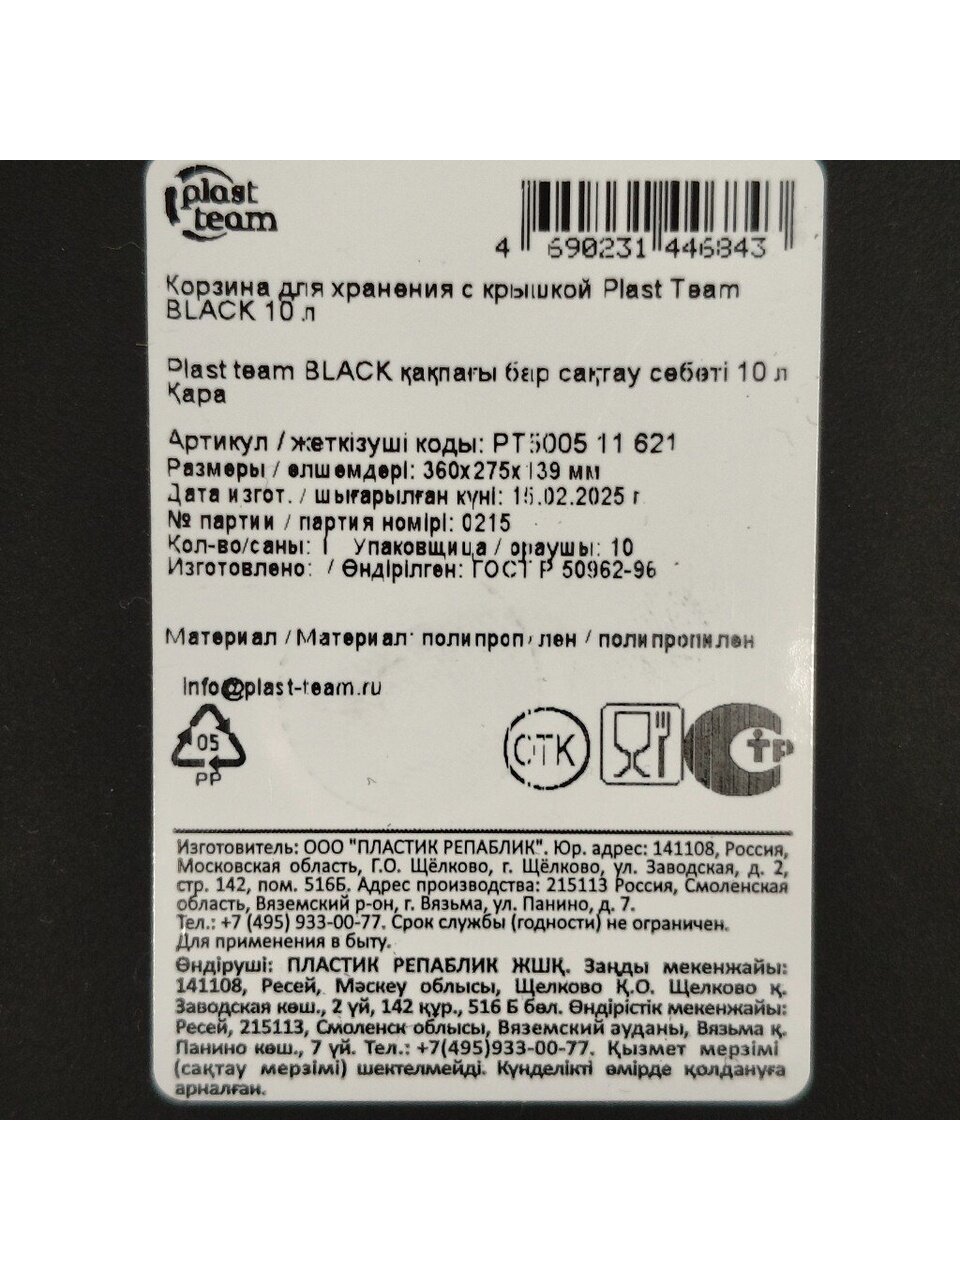 plast team
4 690231 446843
Корзина для хранения с крышкой Plast Team
BLACK 10 л
Plast team BLACK қақпағы бар сақтау себеті 10 л
Қара
Артикул / жеткізуші коды: PT5005 11 621
Размеры / өлшемдері: 360x275x139 мм
Дата изгот. / шығарылған күні: 15.02.2025 г
№ партии / партия номірі: 0215
Кол-во/саны: 1 Упаковщица / ораушы: 10
Изготовлено: / Өндірілген: ГОСТ Р 50962-96
Материал / Материал: полипропилен / полипропилен
info@plast-team.ru
05
PP
ОТК
ТР
Изготовитель: ООО "ПЛАСТИК РЕПАБЛИК". Юр. адрес: 141108, Россия,
Московская область, Г.О. Щёлково, г. Щёлково, ул. Заводская, д. 2,
стр. 142, пом. 516Б. Адрес производства: 215113 Россия, Смоленская
область, Вяземский р-он, г. Вязьма, ул. Панино, д. 7.
Тел.: +7 (495) 933-00-77. Срок службы (годности) не ограничен.
Для применения в быту.
Өндіруші: ПЛАСТИК РЕПАБЛИК ЖШҚ. Заңды мекенжайы:
141108, Ресей, Мәскеу облысы, Щелково Қ.О. Щелково қ.
Заводская көш., 2 үй, 142 құр., 516 Б бөл. Өндірістік мекенжайы:
Ресей, 215113, Смоленск облысы, Вяземский ауданы, Вязьма қ.
Панино көш., 7 үй. Тел.: +7(495)933-00-77. Қызмет мерзімі
(сақтау мерзімі) шектелмейді. Күнделікті өмірде қолдануға
арналған.